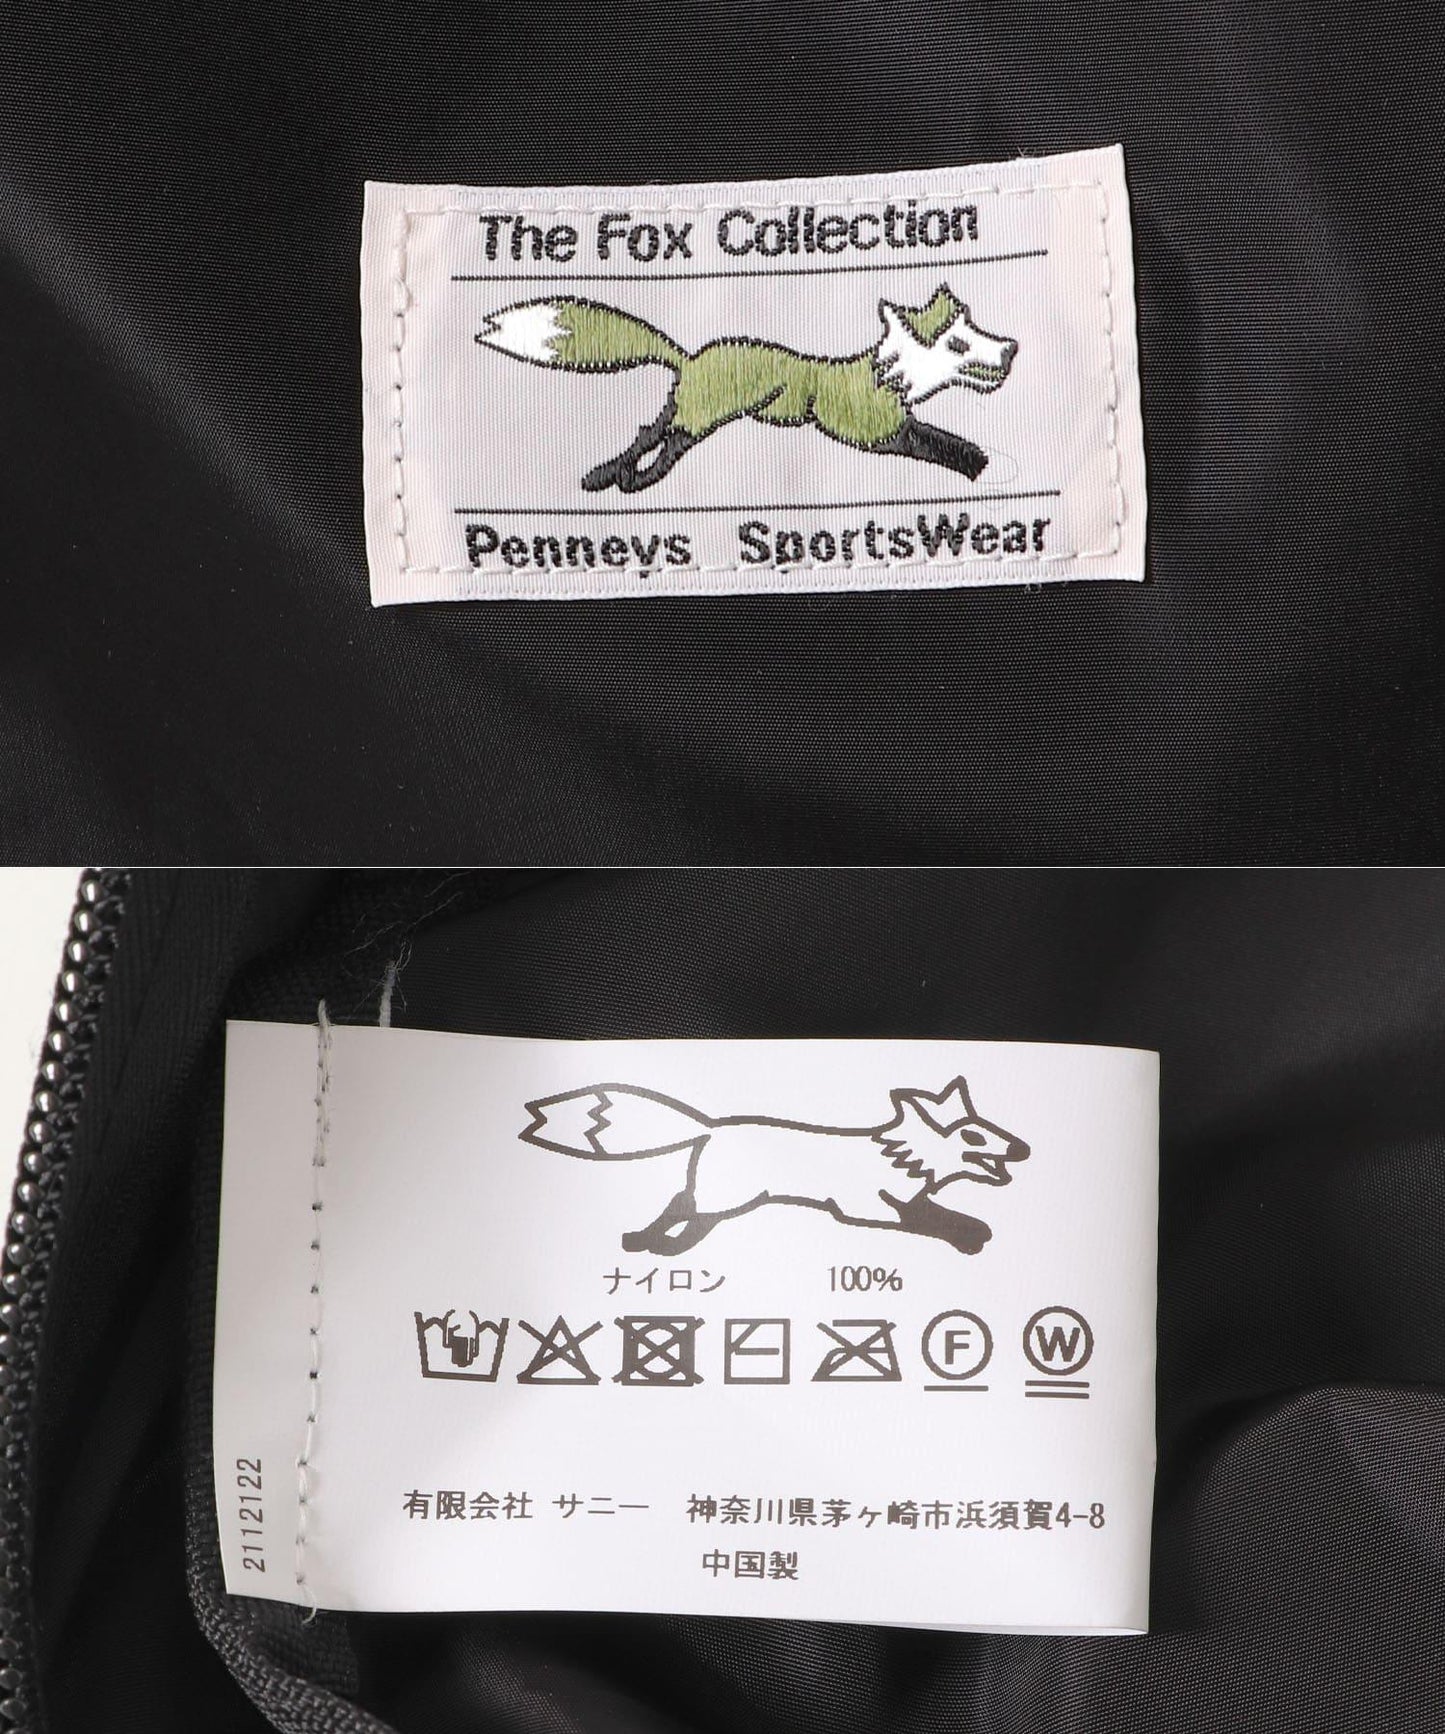 The Fox Collection
Penneys SportsWear
ナイロン 100%
F W
有限会社 サニー 神奈川県茅ヶ崎市浜須賀4-8
中国製
2112122